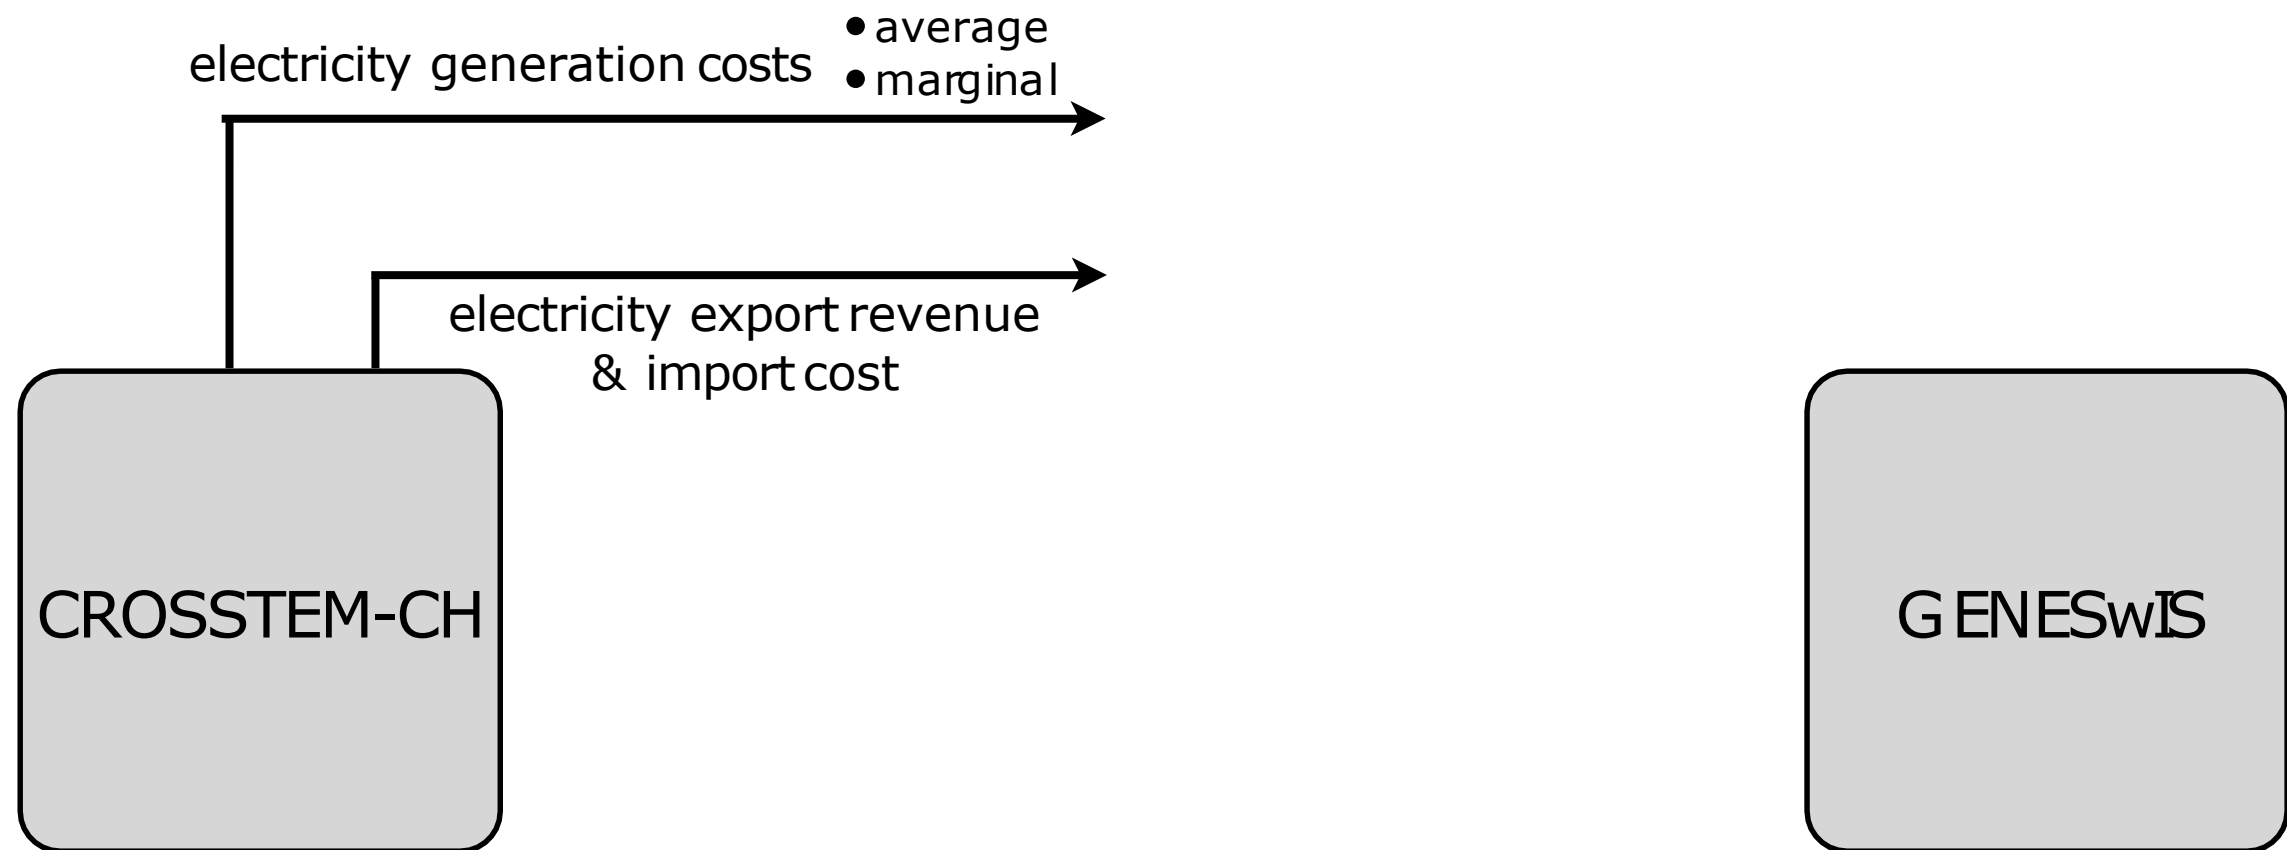 • average
electricity generation costs
• marginal
electricity export revenue
& import cost
CROSSTEM-CH
GENESwIS